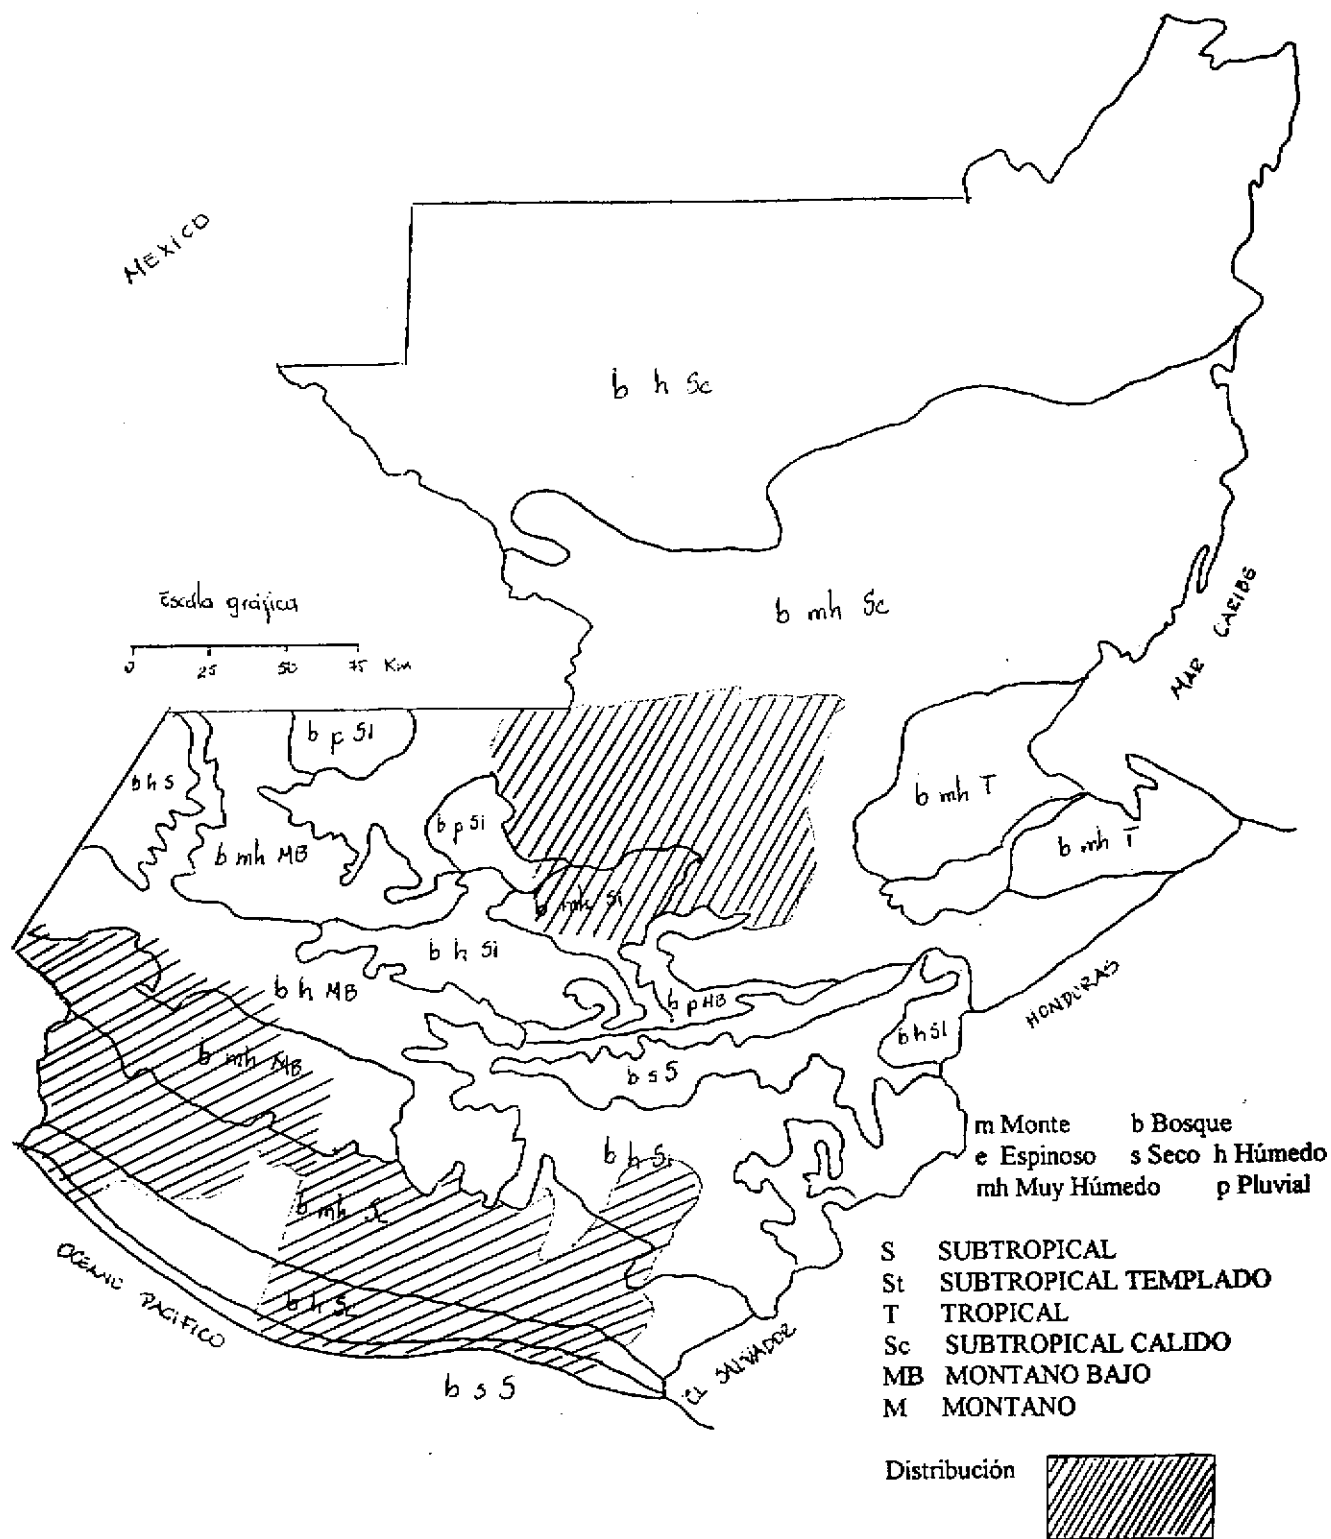 MEXICO
b h Sc
Escala gráfica
0 25 50 75 Km
b mh Sc
MAR CARIBE
b p Si
b h S
b mh T
b p Si
b mh MB
b mh T
b mh Si
b h Si
b h MB
b p MB
HONDURAS
b h Si
b mh MB
b s S
m Monte b Bosque
e Espinoso s Seco h Húmedo
mh Muy Húmedo p Pluvial
b h S
b mh Sc
S SUBTROPICAL
St SUBTROPICAL TEMPLADO
T TROPICAL
Sc SUBTROPICAL CALIDO
MB MONTANO BAJO
M MONTANO
OCEANO PACIFICO
b h Sc
EL SALVADOR
b s S
Distribución